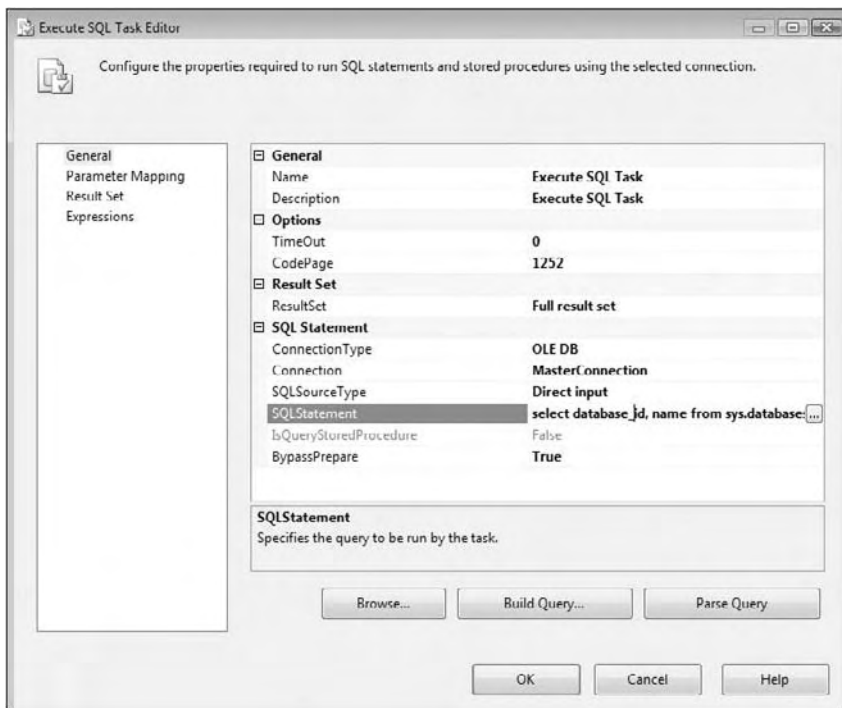 Execute SQL Task Editor
Configure the properties required to run SQL statements and stored procedures using the selected connection.
General
Parameter Mapping
Result Set
Expressions
General
Name Execute SQL Task
Description Execute SQL Task
Options
TimeOut 0
CodePage 1252
Result Set
ResultSet Full result set
SQL Statement
ConnectionType OLE DB
Connection MasterConnection
SQLSourceType Direct input
SQLStatement select database_id, name from sys.database: ...
IsQueryStoredProcedure False
BypassPrepare True
SQLStatement
Specifies the query to be run by the task.
Browse... Build Query... Parse Query
OK Cancel Help